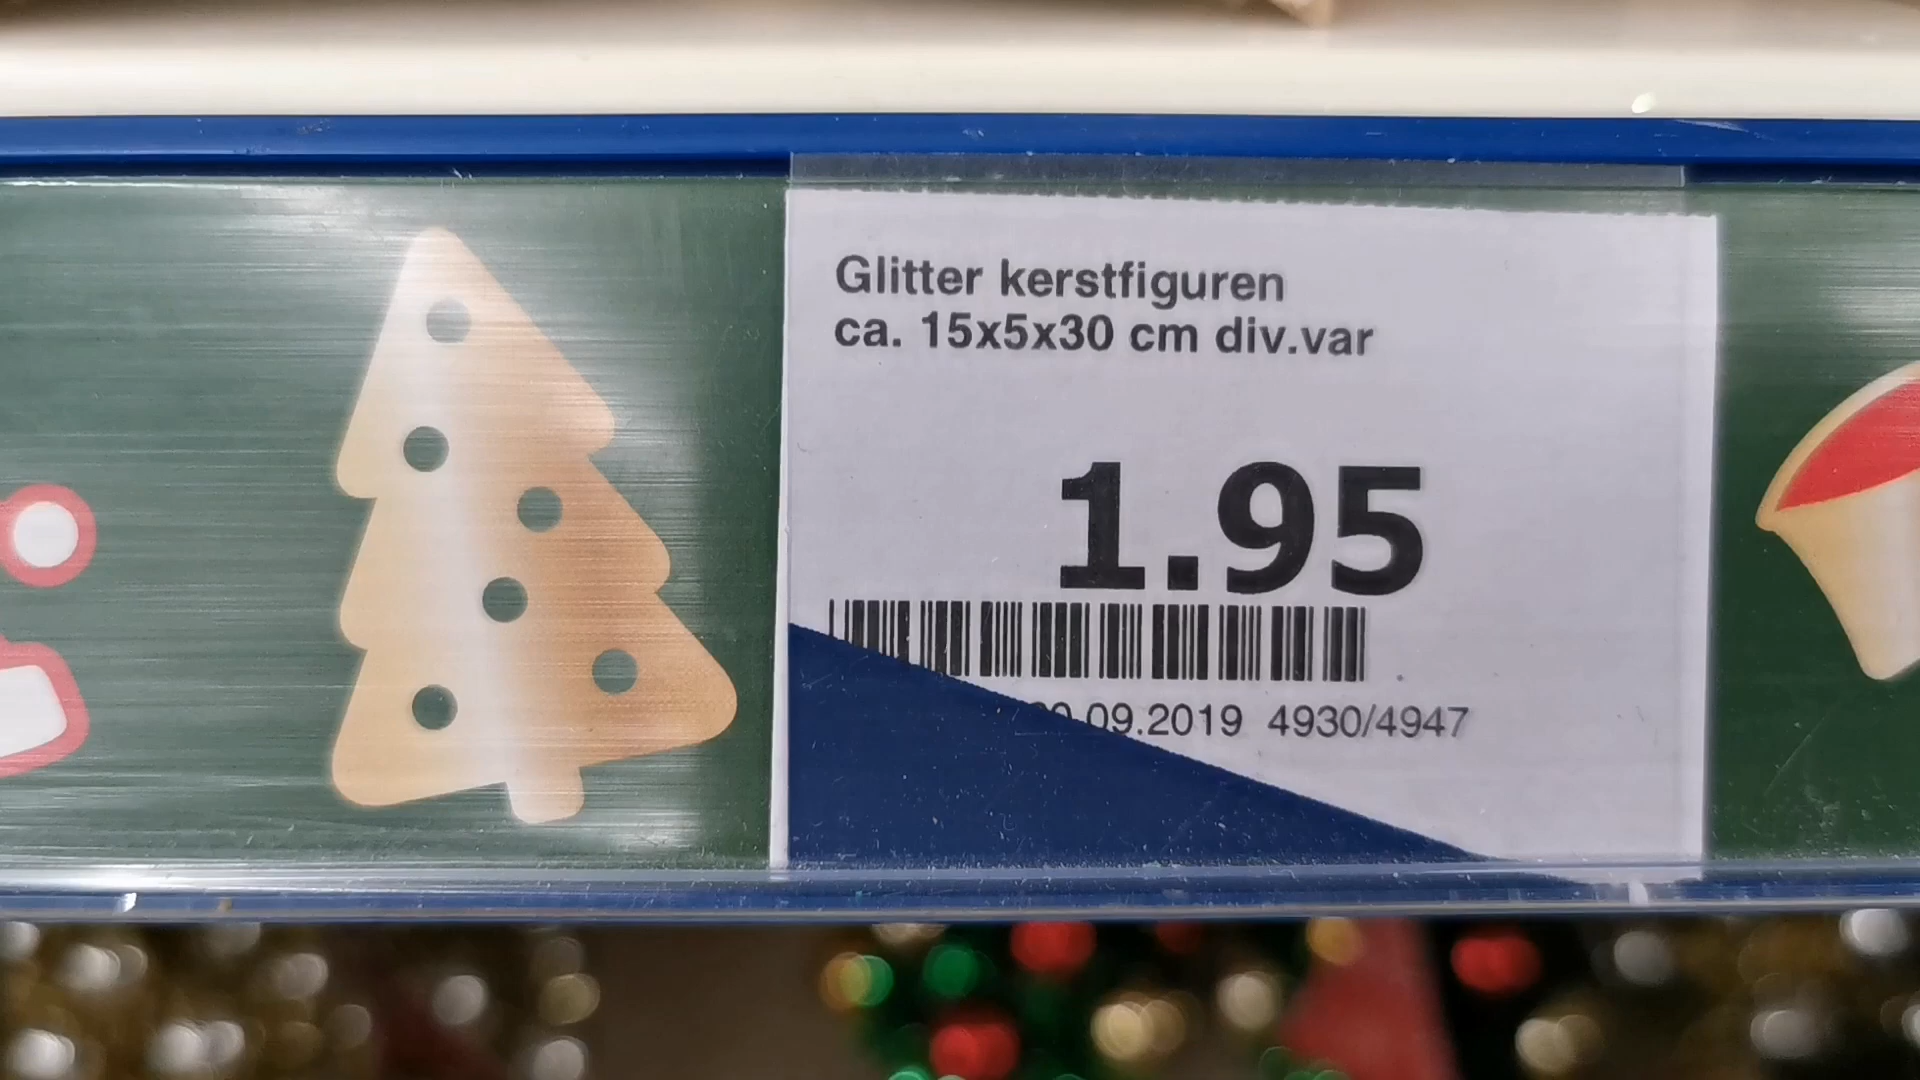 Glitter kerstfiguren
ca. 15x5x30 cm div.var
1.95
09.2019 4930/4947